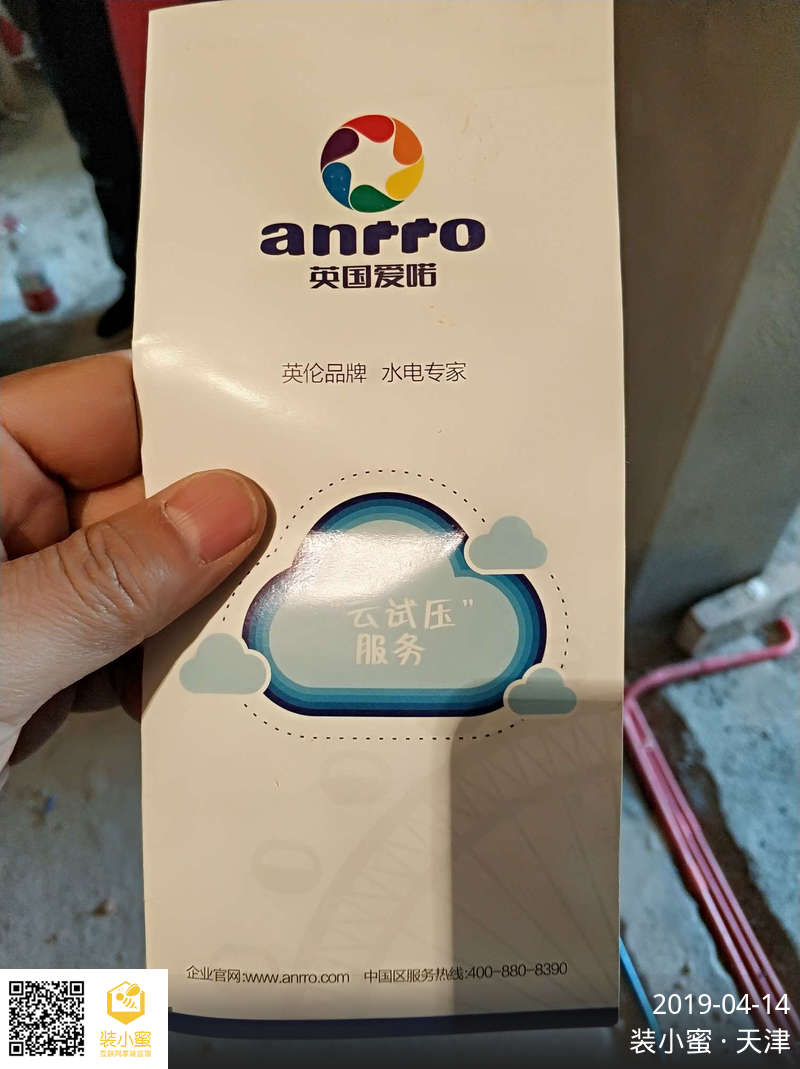 anrro
英国爱喏
英伦品牌 水电专家
云试压”
服务
企业官网:www.anrro.com 中国区服务热线:400-880-8390
2019-04-14
装小蜜·天津
装小蜜